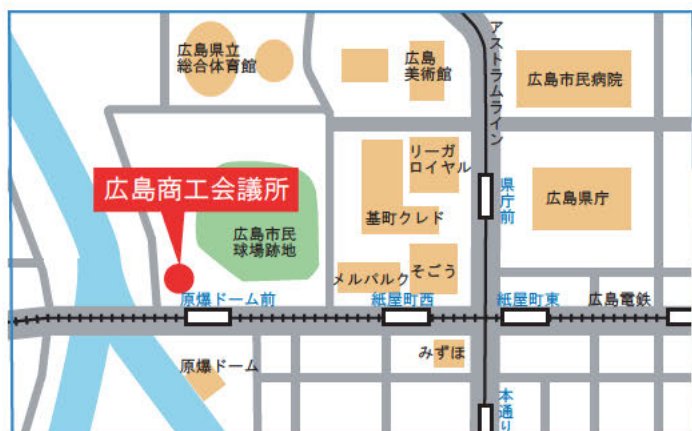 広島県立
総合体育館
広島
美術館
アストラムライン
広島市民病院
リーガ
ロイヤル
県庁前
広島県庁
広島商工会議所
基町クレド
広島市民
球場跡地
メルパルク
そごう
原爆ドーム前
紙屋町西
紙屋町東
広島電鉄
みずほ
原爆ドーム
本通り